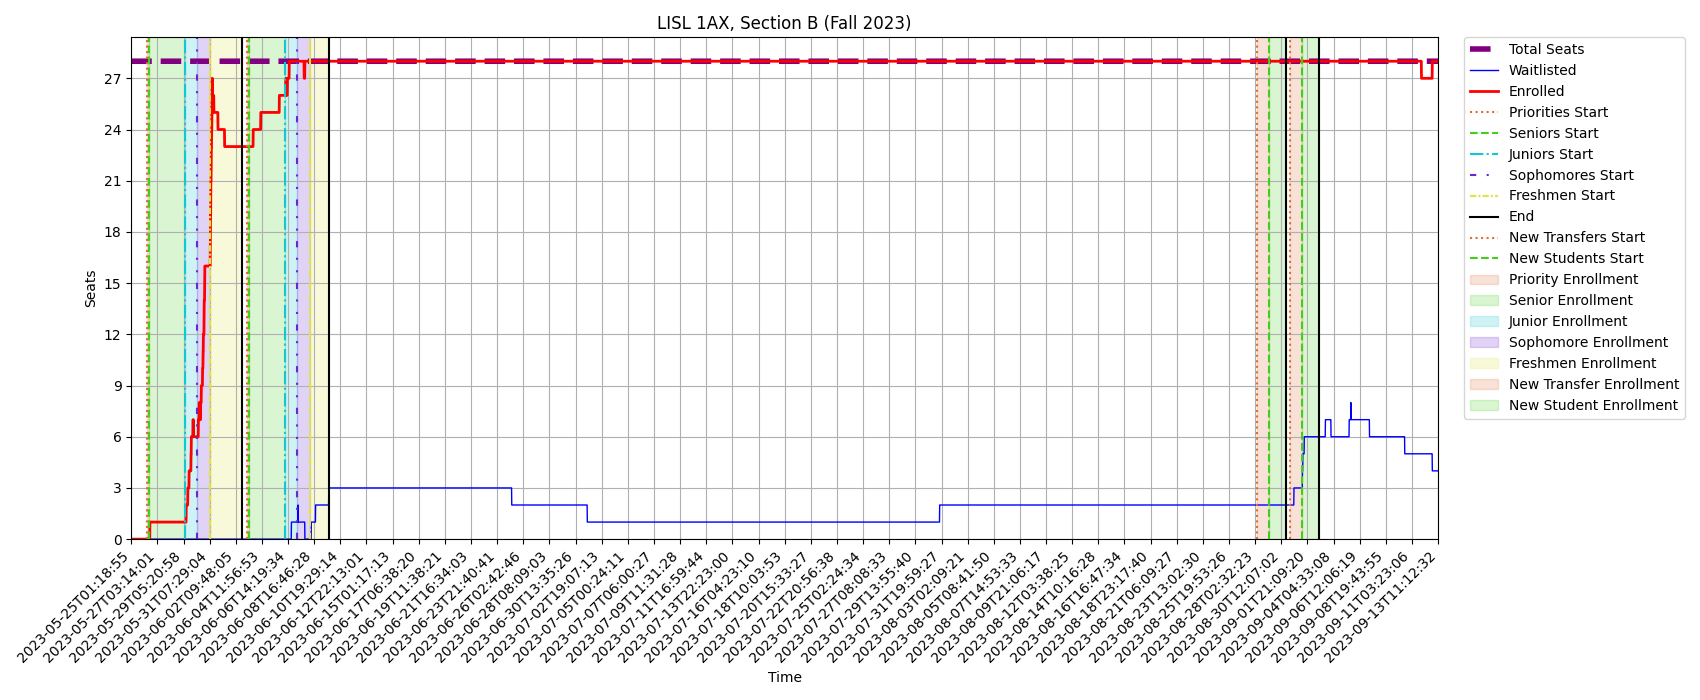 LISL 1AX, Section B (Fall 2023)
Seats
27
24
21
18
15
12
9
6
3
0
2023-05-25T01:18:55
2023-05-27T03:14:01
2023-05-29T05:20:58
2023-05-31T07:29:04
2023-06-02T09:48:05
2023-06-04T11:56:53
2023-06-06T14:19:34
2023-06-08T16:46:28
2023-06-10T19:29:14
2023-06-12T22:13:01
2023-06-15T01:17:13
2023-06-17T06:38:20
2023-06-19T11:38:21
2023-06-21T16:34:03
2023-06-23T21:40:41
2023-06-26T02:42:46
2023-06-28T08:09:03
2023-06-30T13:35:26
2023-07-02T19:07:13
2023-07-05T00:24:11
2023-07-07T06:00:27
2023-07-09T11:31:28
2023-07-11T16:59:44
2023-07-13T22:23:00
2023-07-16T04:23:10
2023-07-18T10:03:53
2023-07-20T15:33:27
2023-07-22T20:56:38
2023-07-25T02:24:34
2023-07-27T08:08:33
2023-07-29T13:55:40
2023-07-31T19:59:27
2023-08-03T02:09:21
2023-08-05T08:41:50
2023-08-07T14:53:33
2023-08-09T21:06:17
2023-08-12T03:38:25
2023-08-14T10:16:28
2023-08-16T16:47:34
2023-08-18T23:17:40
2023-08-21T06:09:27
2023-08-23T13:02:30
2023-08-25T19:53:26
2023-08-28T02:32:23
2023-08-30T12:07:02
2023-09-01T21:09:20
2023-09-04T04:33:08
2023-09-06T12:06:19
2023-09-08T19:43:55
2023-09-11T03:23:06
2023-09-13T11:12:32
Time
Total Seats
Waitlisted
Enrolled
Priorities Start
Seniors Start
Juniors Start
Sophomores Start
Freshmen Start
End
New Transfers Start
New Students Start
Priority Enrollment
Senior Enrollment
Junior Enrollment
Sophomore Enrollment
Freshmen Enrollment
New Transfer Enrollment
New Student Enrollment